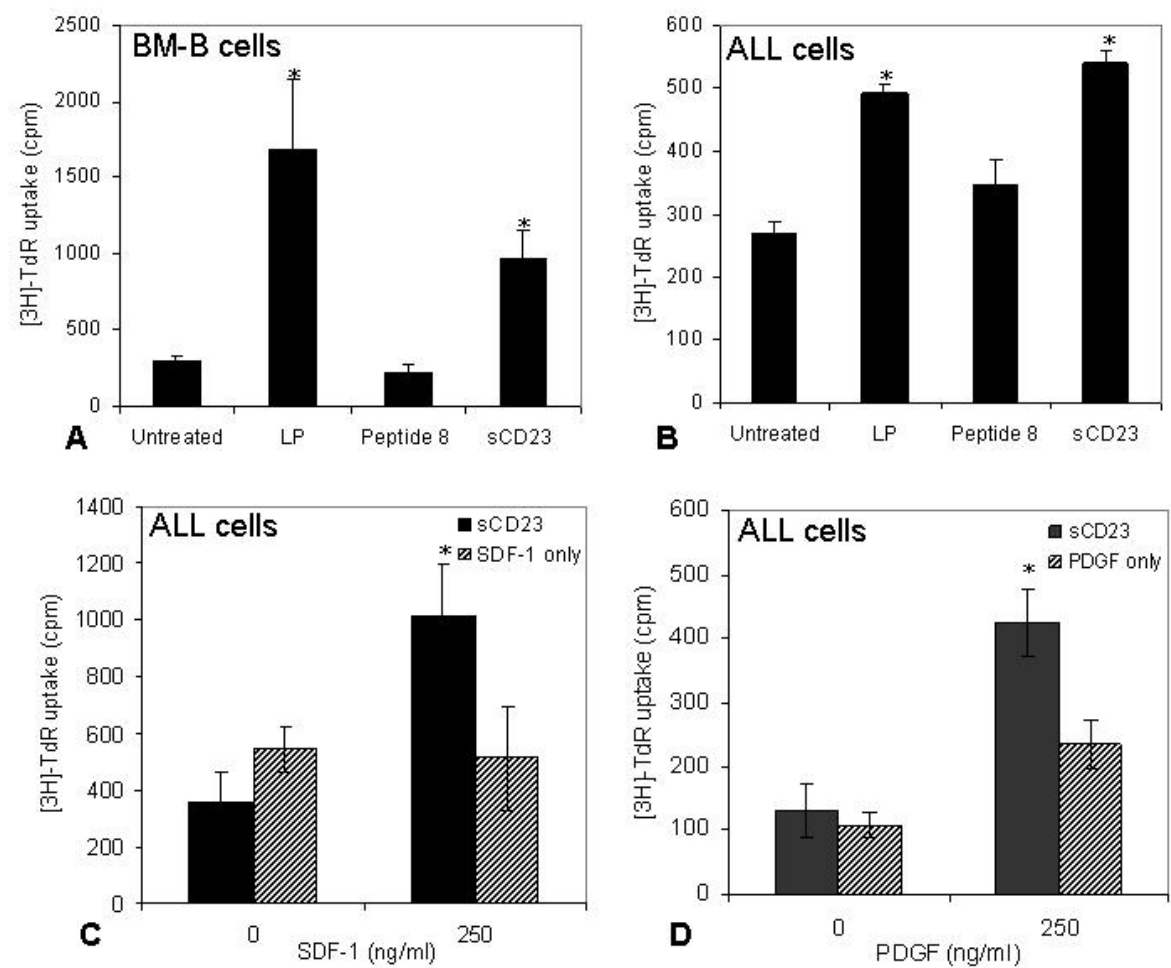 BM-B cells
[3H]-TdR uptake (cpm)
2500
2000
1500
1000
500
0
*
*
Untreated LP Peptide 8 sCD23
A
ALL cells
[3H]-TdR uptake (cpm)
600
500
400
300
200
100
0
*
*
Untreated LP Peptide 8 sCD23
B
ALL cells
sCD23
SDF-1 only
[3H]-TdR uptake (cpm)
1400
1200
1000
800
600
400
200
0
*
0 250
SDF-1 (ng/ml)
C
ALL cells
sCD23
PDGF only
[3H]-TdR uptake (cpm)
600
500
400
300
200
100
0
*
0 250
PDGF (ng/ml)
D